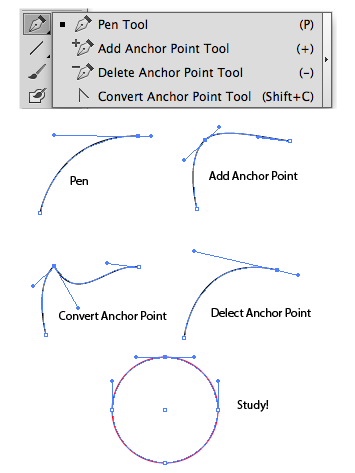 Pen Tool (P)
Add Anchor Point Tool (+)
Delete Anchor Point Tool (–)
Convert Anchor Point Tool (Shift+C)
Pen
Add Anchor Point
Convert Anchor Point
Delect Anchor Point
Study!